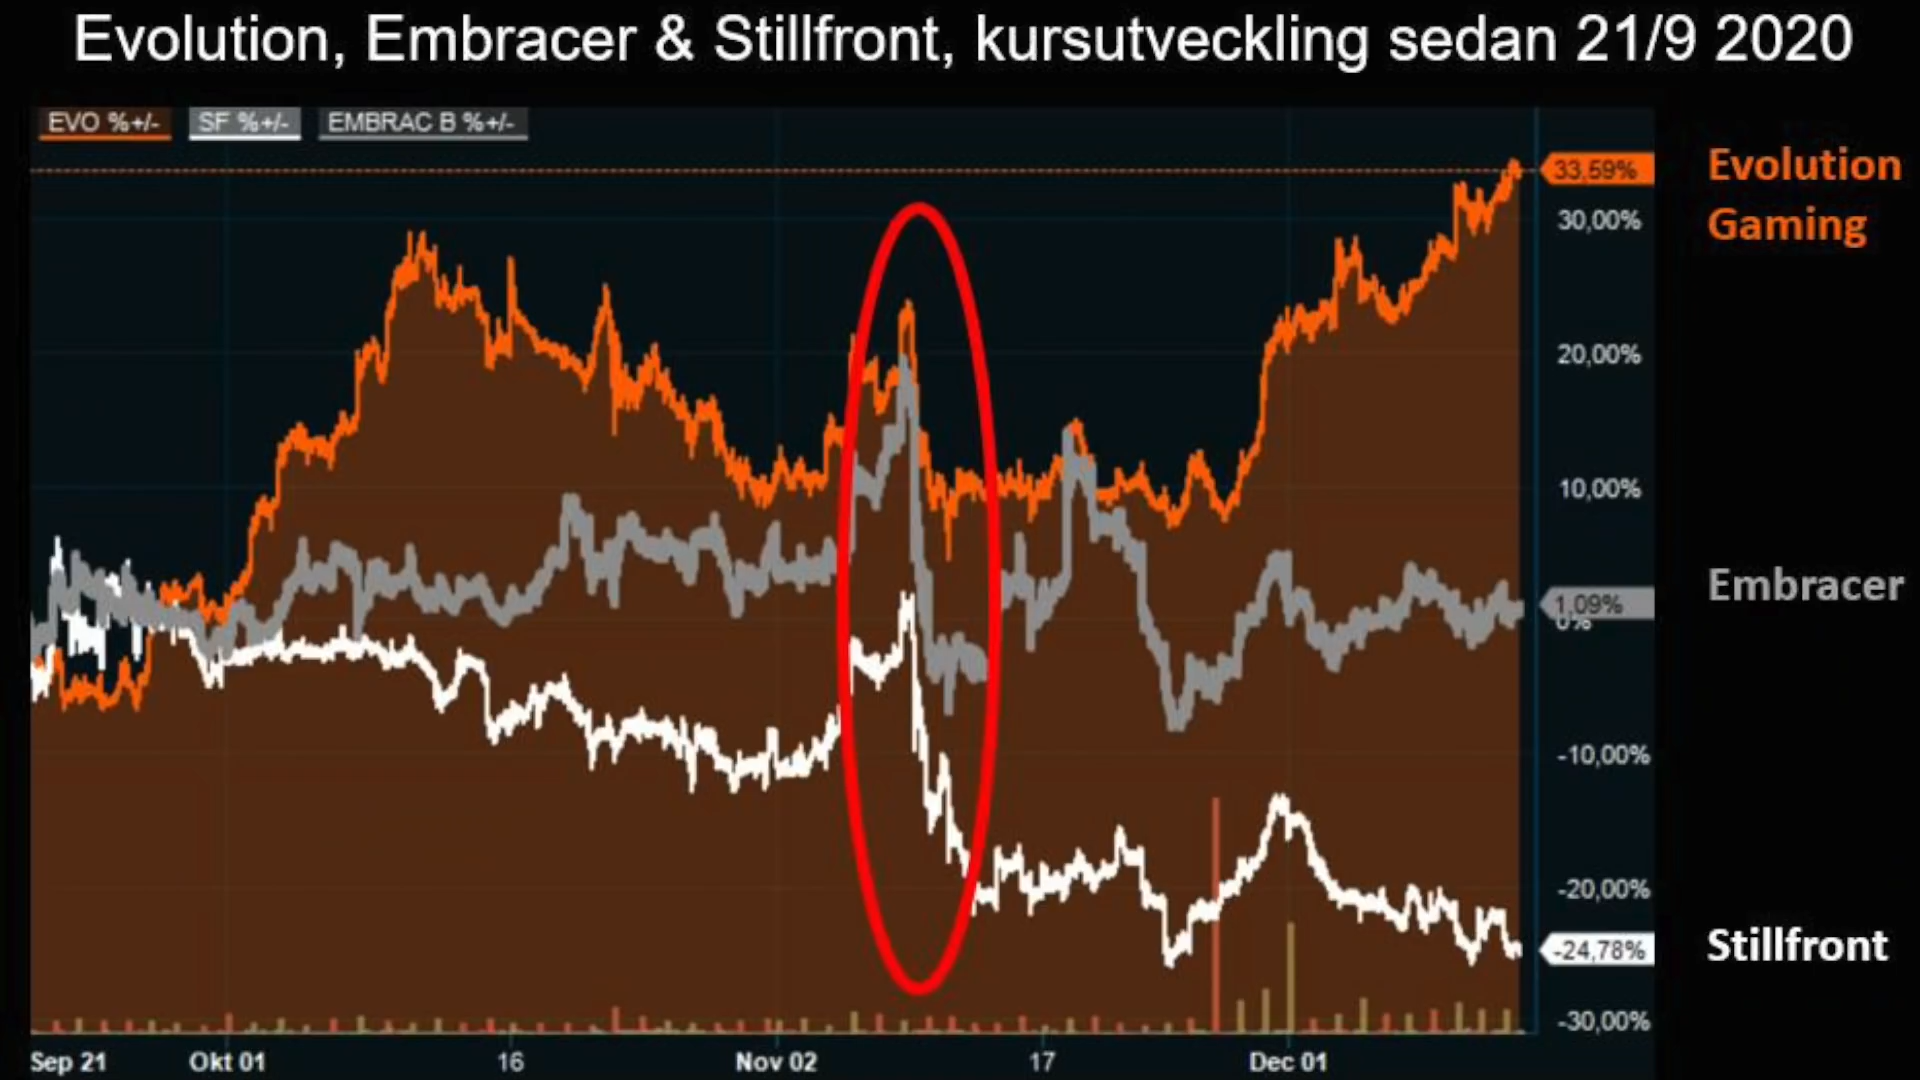 Evolution, Embracer & Stillfront, kursutveckling sedan 21/9 2020
EVO %+/- SF %+/- EMBRAC B %+/-
33,59%
Evolution
Gaming
30,00%
20,00%
10,00%
Embracer
1,09%
0%
-10,00%
-20,00%
Stillfront
-24,78%
-30,00%
Sep 21 Okt 01 16 Nov 02 17 Dec 01